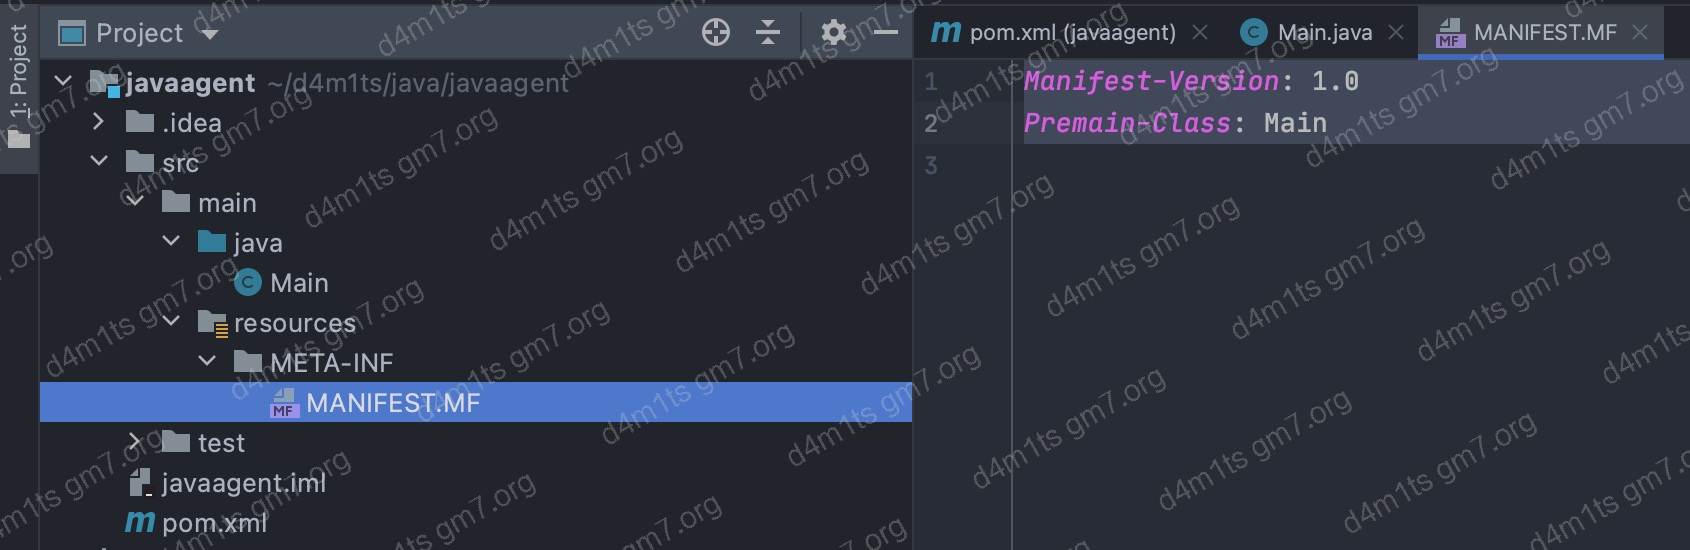 1: Project
Project
javaagent ~/d4m1ts/java/javaagent
.idea
src
main
java
C Main
resources
META-INF
MF MANIFEST.MF
test
javaagent.iml
m pom.xml
m pom.xml (javaagent)
C Main.java
MF MANIFEST.MF
1 Manifest-Version: 1.0
2 Premain-Class: Main
3
d4m1ts gm7.org